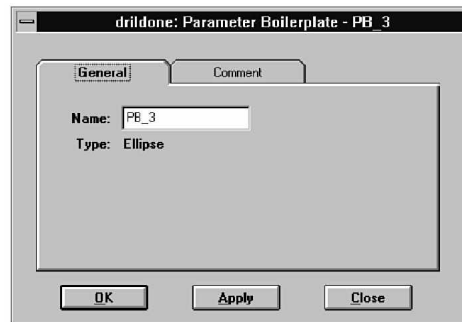 drildone: Parameter Boilerplate - PB_3
General Comment
Name: PB_3
Type: Ellipse
OK Apply Close